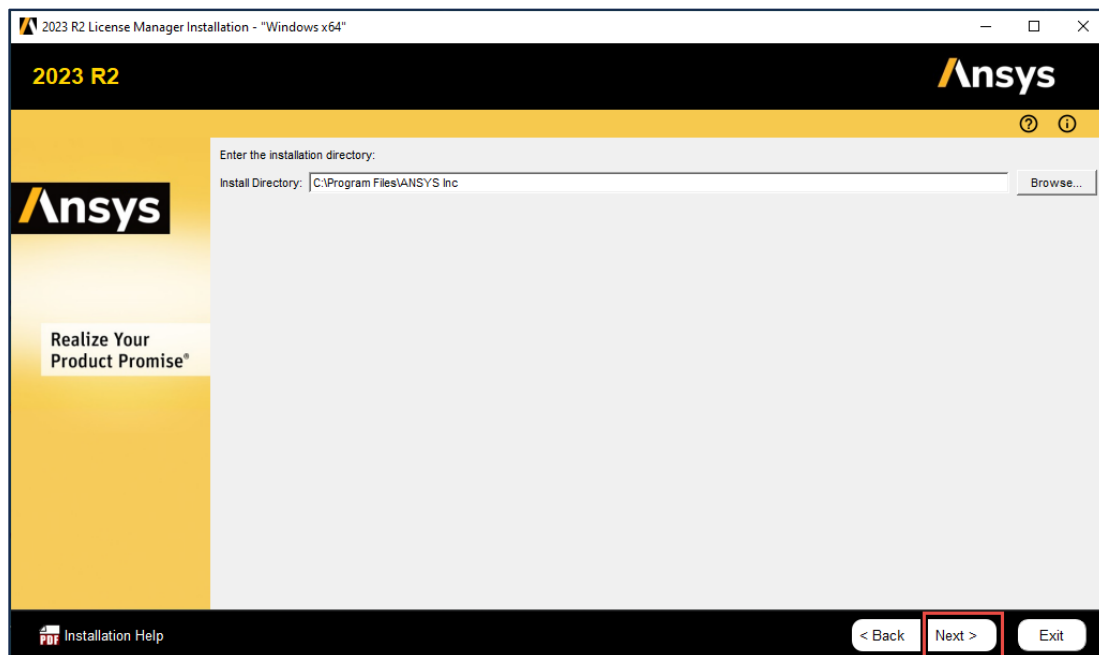 2023 R2 License Manager Installation - "Windows x64"
2023 R2
Ansys
Enter the installation directory:
Install Directory: C:\Program Files\ANSYS Inc Browse...
Ansys
Realize Your
Product Promise®
PDF Installation Help < Back Next > Exit